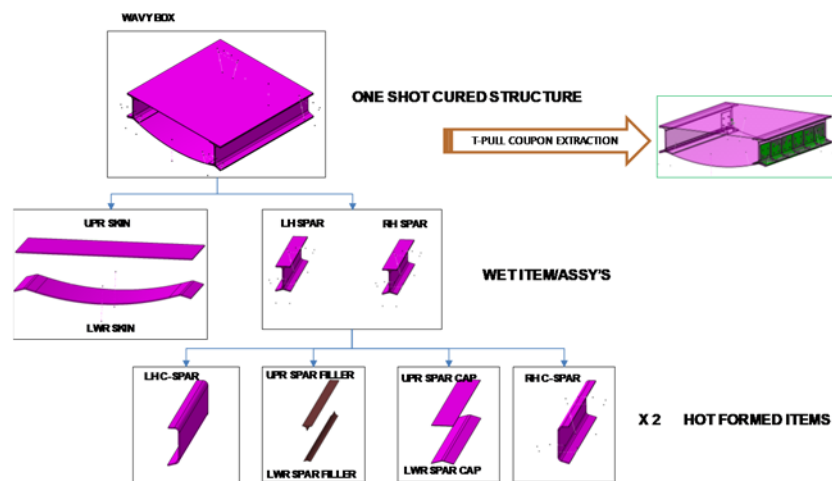 WAVY BOX
ONE SHOT CURED STRUCTURE
T-PULL COUPON EXTRACTION
UPR SKIN
LH SPAR
RH SPAR
WET ITEM/ASSY'S
LWR SKIN
LH C-SPAR
UPR SPAR FILLER
UPR SPAR CAP
RH C-SPAR
X 2 HOT FORMED ITEMS
LWR SPAR FILLER
LWR SPAR CAP